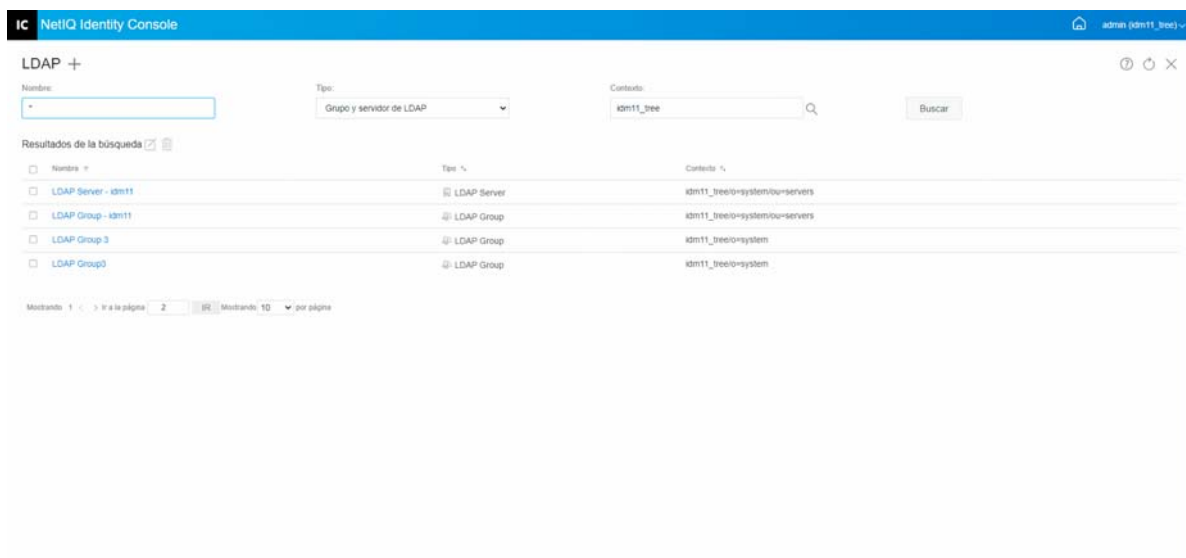 IC NetIQ Identity Console admin (idm11_tree)
LDAP +
Nombre: Tipo: Contexto:
* Grupo y servidor de LDAP idm11_tree Buscar
Resultados de la búsqueda
Nombre Tipo Contexto
LDAP Server - idm11 LDAP Server idm11_tree/o=system/ou=servers
LDAP Group - idm11 LDAP Group idm11_tree/o=system/ou=servers
LDAP Group 3 LDAP Group idm11_tree/o=system
LDAP Group3 LDAP Group idm11_tree/o=system
Mostrando 1 < > Ir a la página 2 IR Mostrando 10 por página